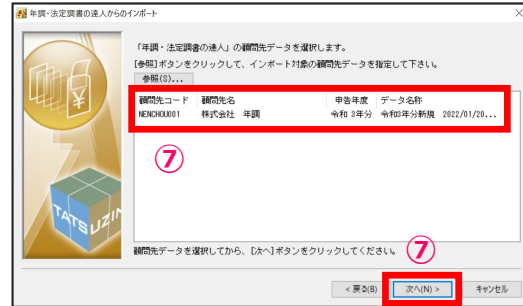 年調・法定調書の達人からのインポート
「年調・法定調書の達人」の顧問先データを選択します。
[参照]ボタンをクリックして、インポート対象の顧問先データを指定して下さい。
参照(S)...
顧問先コード 顧問先名 申告年度 データ名称
NENCHOU001 株式会社 年調 令和 3年分 令和3年分新規 2022/01/20...
⑦
TATSUZIN
顧問先データを選択してから、[次へ]ボタンをクリックしてください。
⑦
< 戻る(B) 次へ(N) > キャンセル